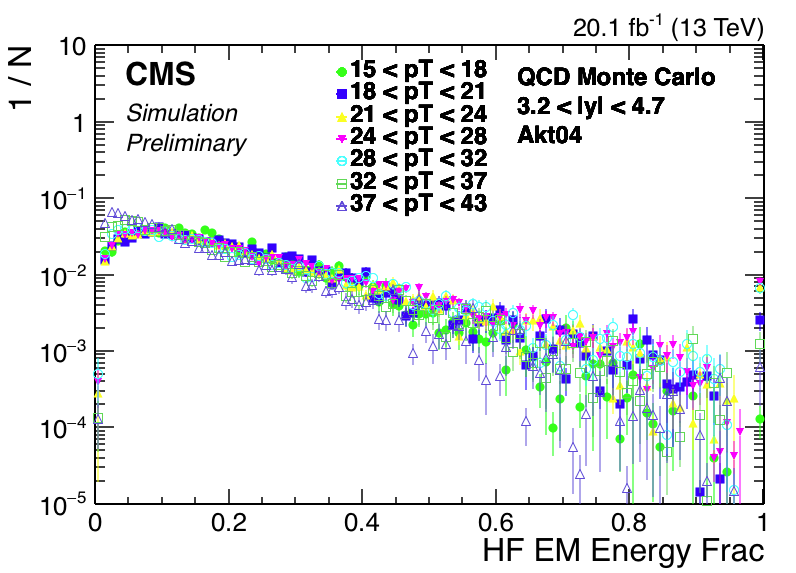 20.1 fb⁻¹ (13 TeV)
1 / N
10
1
10⁻¹
10⁻²
10⁻³
10⁻⁴
10⁻⁵
CMS
Simulation
Preliminary
15 < pT < 18
18 < pT < 21
21 < pT < 24
24 < pT < 28
28 < pT < 32
32 < pT < 37
37 < pT < 43
QCD Monte Carlo
3.2 < |y| < 4.7
Akt04
0 0.2 0.4 0.6 0.8 1
HF EM Energy Frac